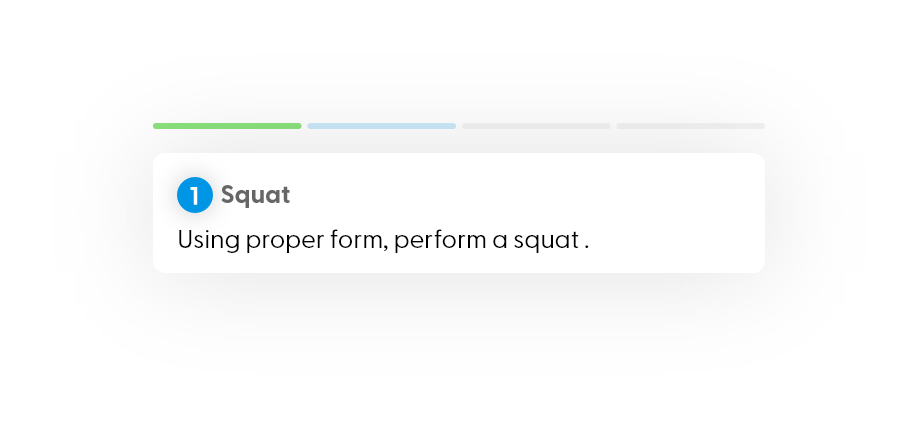 1 Squat
Using proper form, perform a squat .